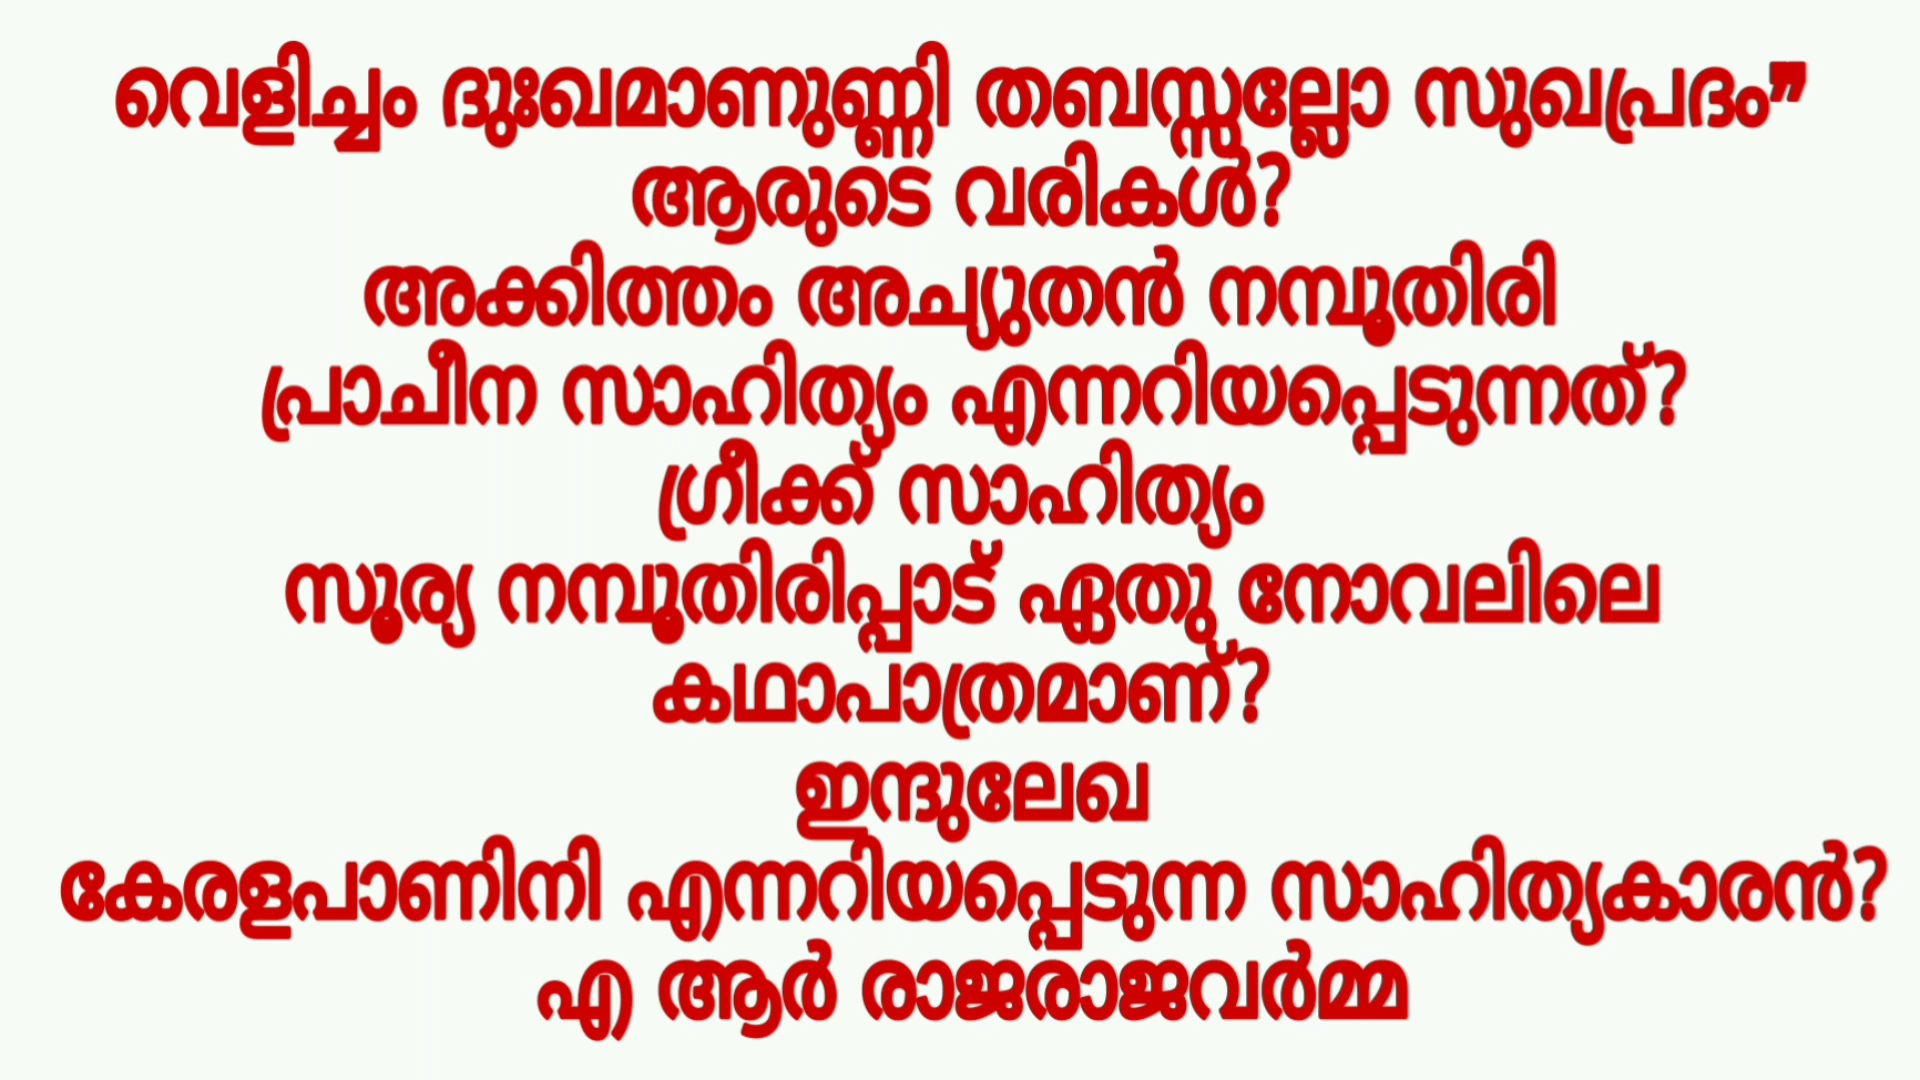 വെളിച്ചം ദുഃഖമാണുണ്ണി തബസ്സല്ലോ സുഖപ്രദം”
ആരുടെ വരികൾ?
അക്കിത്തം അച്യുതൻ നമ്പൂതിരി
പ്രാചീന സാഹിത്യം എന്നറിയപ്പെടുന്നത്?
ഗ്രീക്ക് സാഹിത്യം
സൂര്യ നമ്പൂതിരിപ്പാട് ഏതു നോവലിലെ
കഥാപാത്രമാണ്?
ഇന്ദുലേഖ
കേരളപാണിനി എന്നറിയപ്പെടുന്ന സാഹിത്യകാരൻ?
എ ആർ രാജരാജവർമ്മ